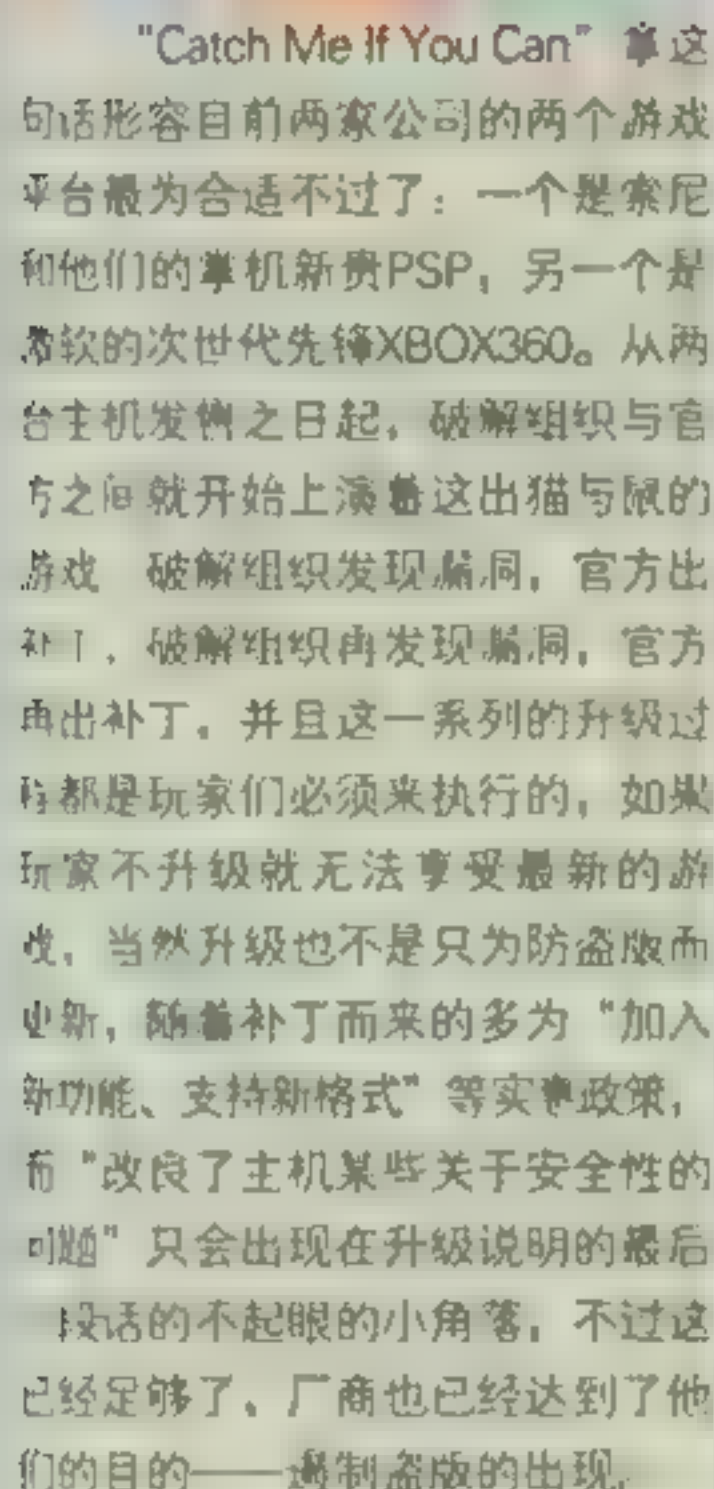 "Catch Me If You Can" 拿这
句话形容目前两家公司的两个游戏
平台最为合适不过了：一个是索尼
和他们的掌机新贵PSP，另一个是
微软的次世代先锋XBOX360。从两
台主机发售之日起，破解组织与官
方之间就开始上演着这出猫与鼠的
游戏 破解组织发现漏洞，官方出
补丁，破解组织再发现漏洞，官方
再出补丁，并且这一系列的升级过
程都是玩家们必须来执行的，如果
玩家不升级就无法享受最新的游
戏，当然升级也不是只为防盗版而
更新，随着补丁而来的多为“加入
新功能、支持新格式”等实惠政策，
而“改良了主机某些关于安全性的
问题”只会出现在升级说明的最后
段话的不起眼的小角落，不过这
已经足够了，厂商也已经达到了他
们的目的——遏制盗版的出现。